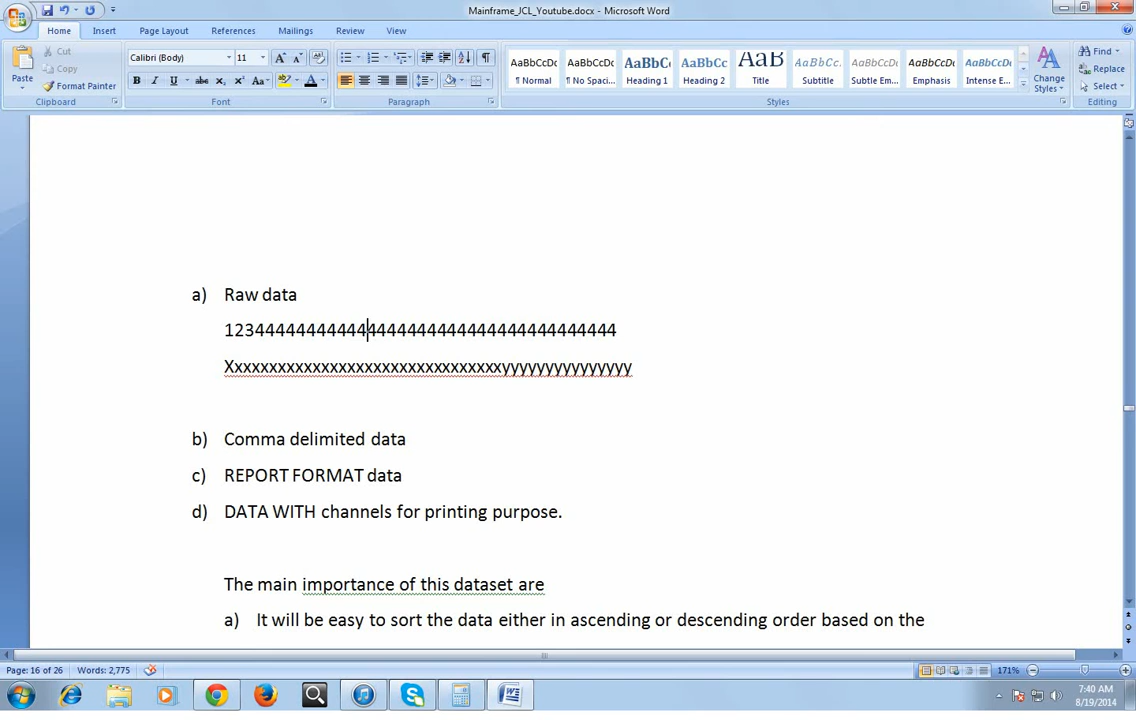 Mainframe_JCL_Youtube.docx - Microsoft Word
Home Insert Page Layout References Mailings Review View
Paste
Cut
Copy
Format Painter
Clipboard
Calibri (Body) 11
Font
Paragraph
AaBbCcDc AaBbCcDc AaBbCc AaBbCc AaB AaBbCc. AaBbCcDc AaBbCcDc AaBbCcDc
¶ Normal ¶ No Spaci... Heading 1 Heading 2 Title Subtitle Subtle Em... Emphasis Intense E...
Styles
Change Styles
Find
Replace
Select
Editing
a) Raw data
b) Comma delimited data
c) REPORT FORMAT data
d) DATA WITH channels for printing purpose.
The main importance of this dataset are
a) It will be easy to sort the data either in ascending or descending order based on the
Page: 16 of 26 Words: 2,775
171%
7:40 AM
8/19/2014